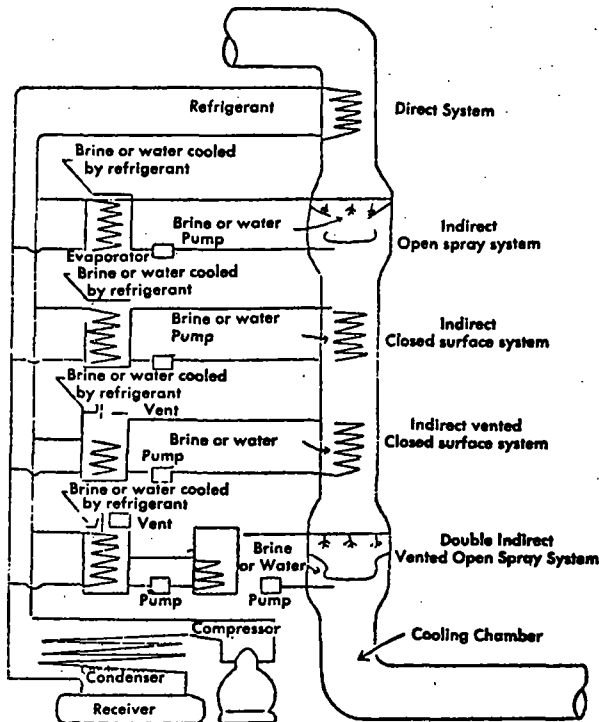 Refrigerant
Direct System
Brine or water cooled
by refrigerant
Brine or water
Pump
Indirect
Open spray system
Evaporator
Brine or water cooled
by refrigerant
Brine or water
Pump
Indirect
Closed surface system
Brine or water cooled
by refrigerant
Vent
Brine or water
Pump
Indirect vented
Closed surface system
Brine or water cooled
by refrigerant
Vent
Brine
or Water
Double Indirect
Vented Open Spray System
Pump
Pump
Compressor
Cooling Chamber
Condenser
Receiver